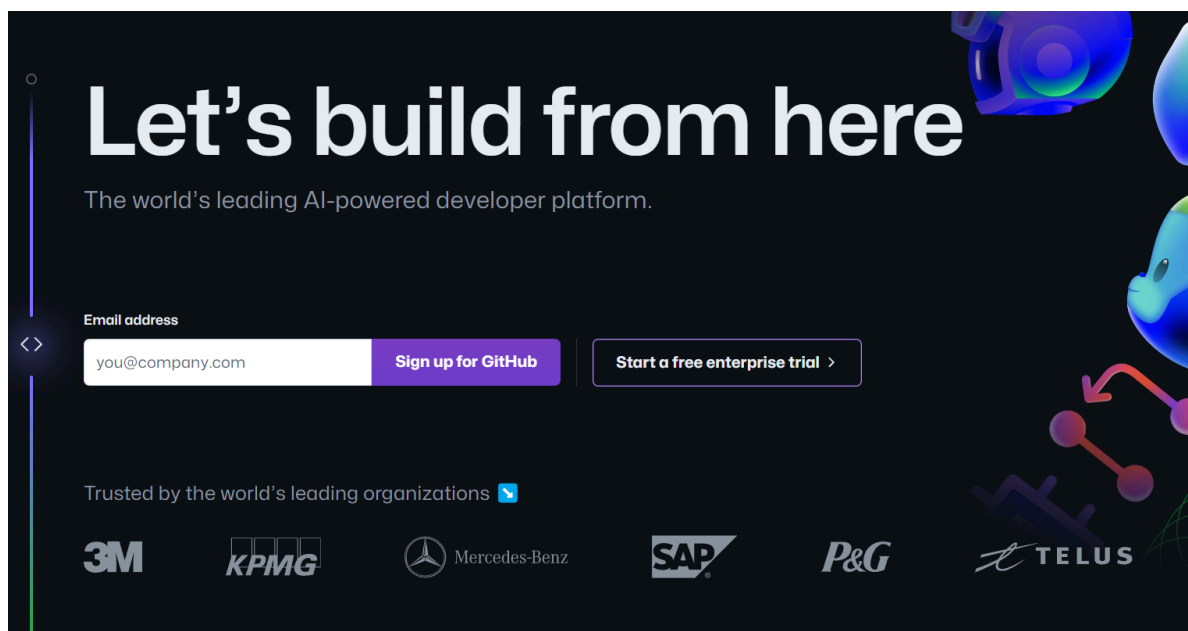 Let’s build from here
The world’s leading AI-powered developer platform.
Email address
you@company.com
Sign up for GitHub
Start a free enterprise trial
Trusted by the world’s leading organizations
3M
KPMG
Mercedes-Benz
SAP
P&G
TELUS